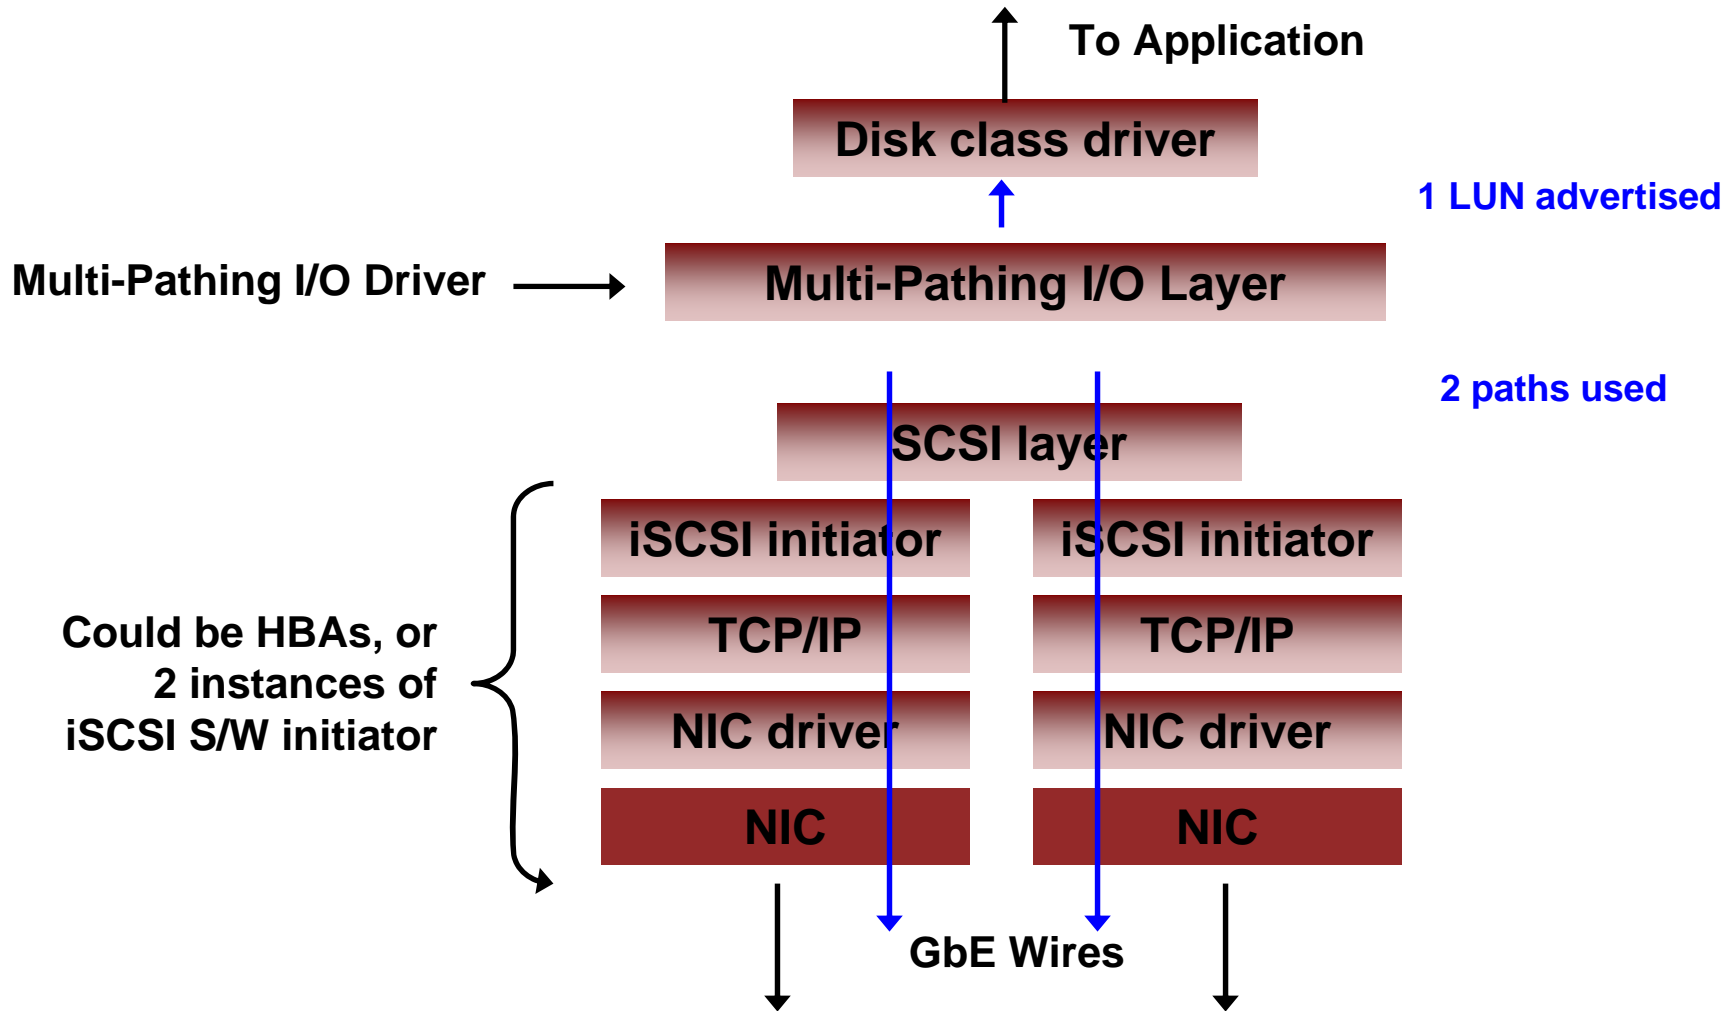 To Application
Disk class driver
1 LUN advertised
Multi-Pathing I/O Driver
Multi-Pathing I/O Layer
2 paths used
SCSI layer
iSCSI initiator
iSCSI initiator
TCP/IP
TCP/IP
Could be HBAs, or
2 instances of
iSCSI S/W initiator
NIC driver
NIC driver
NIC
NIC
GbE Wires